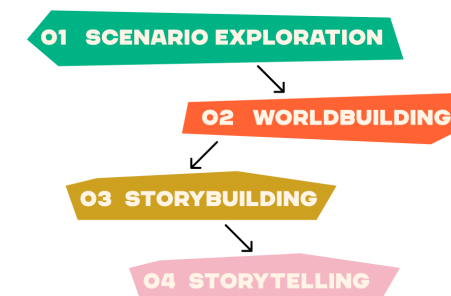 01 SCENARIO EXPLORATION
02 WORLDBUILDING
03 STORYBUILDING
04 STORYTELLING